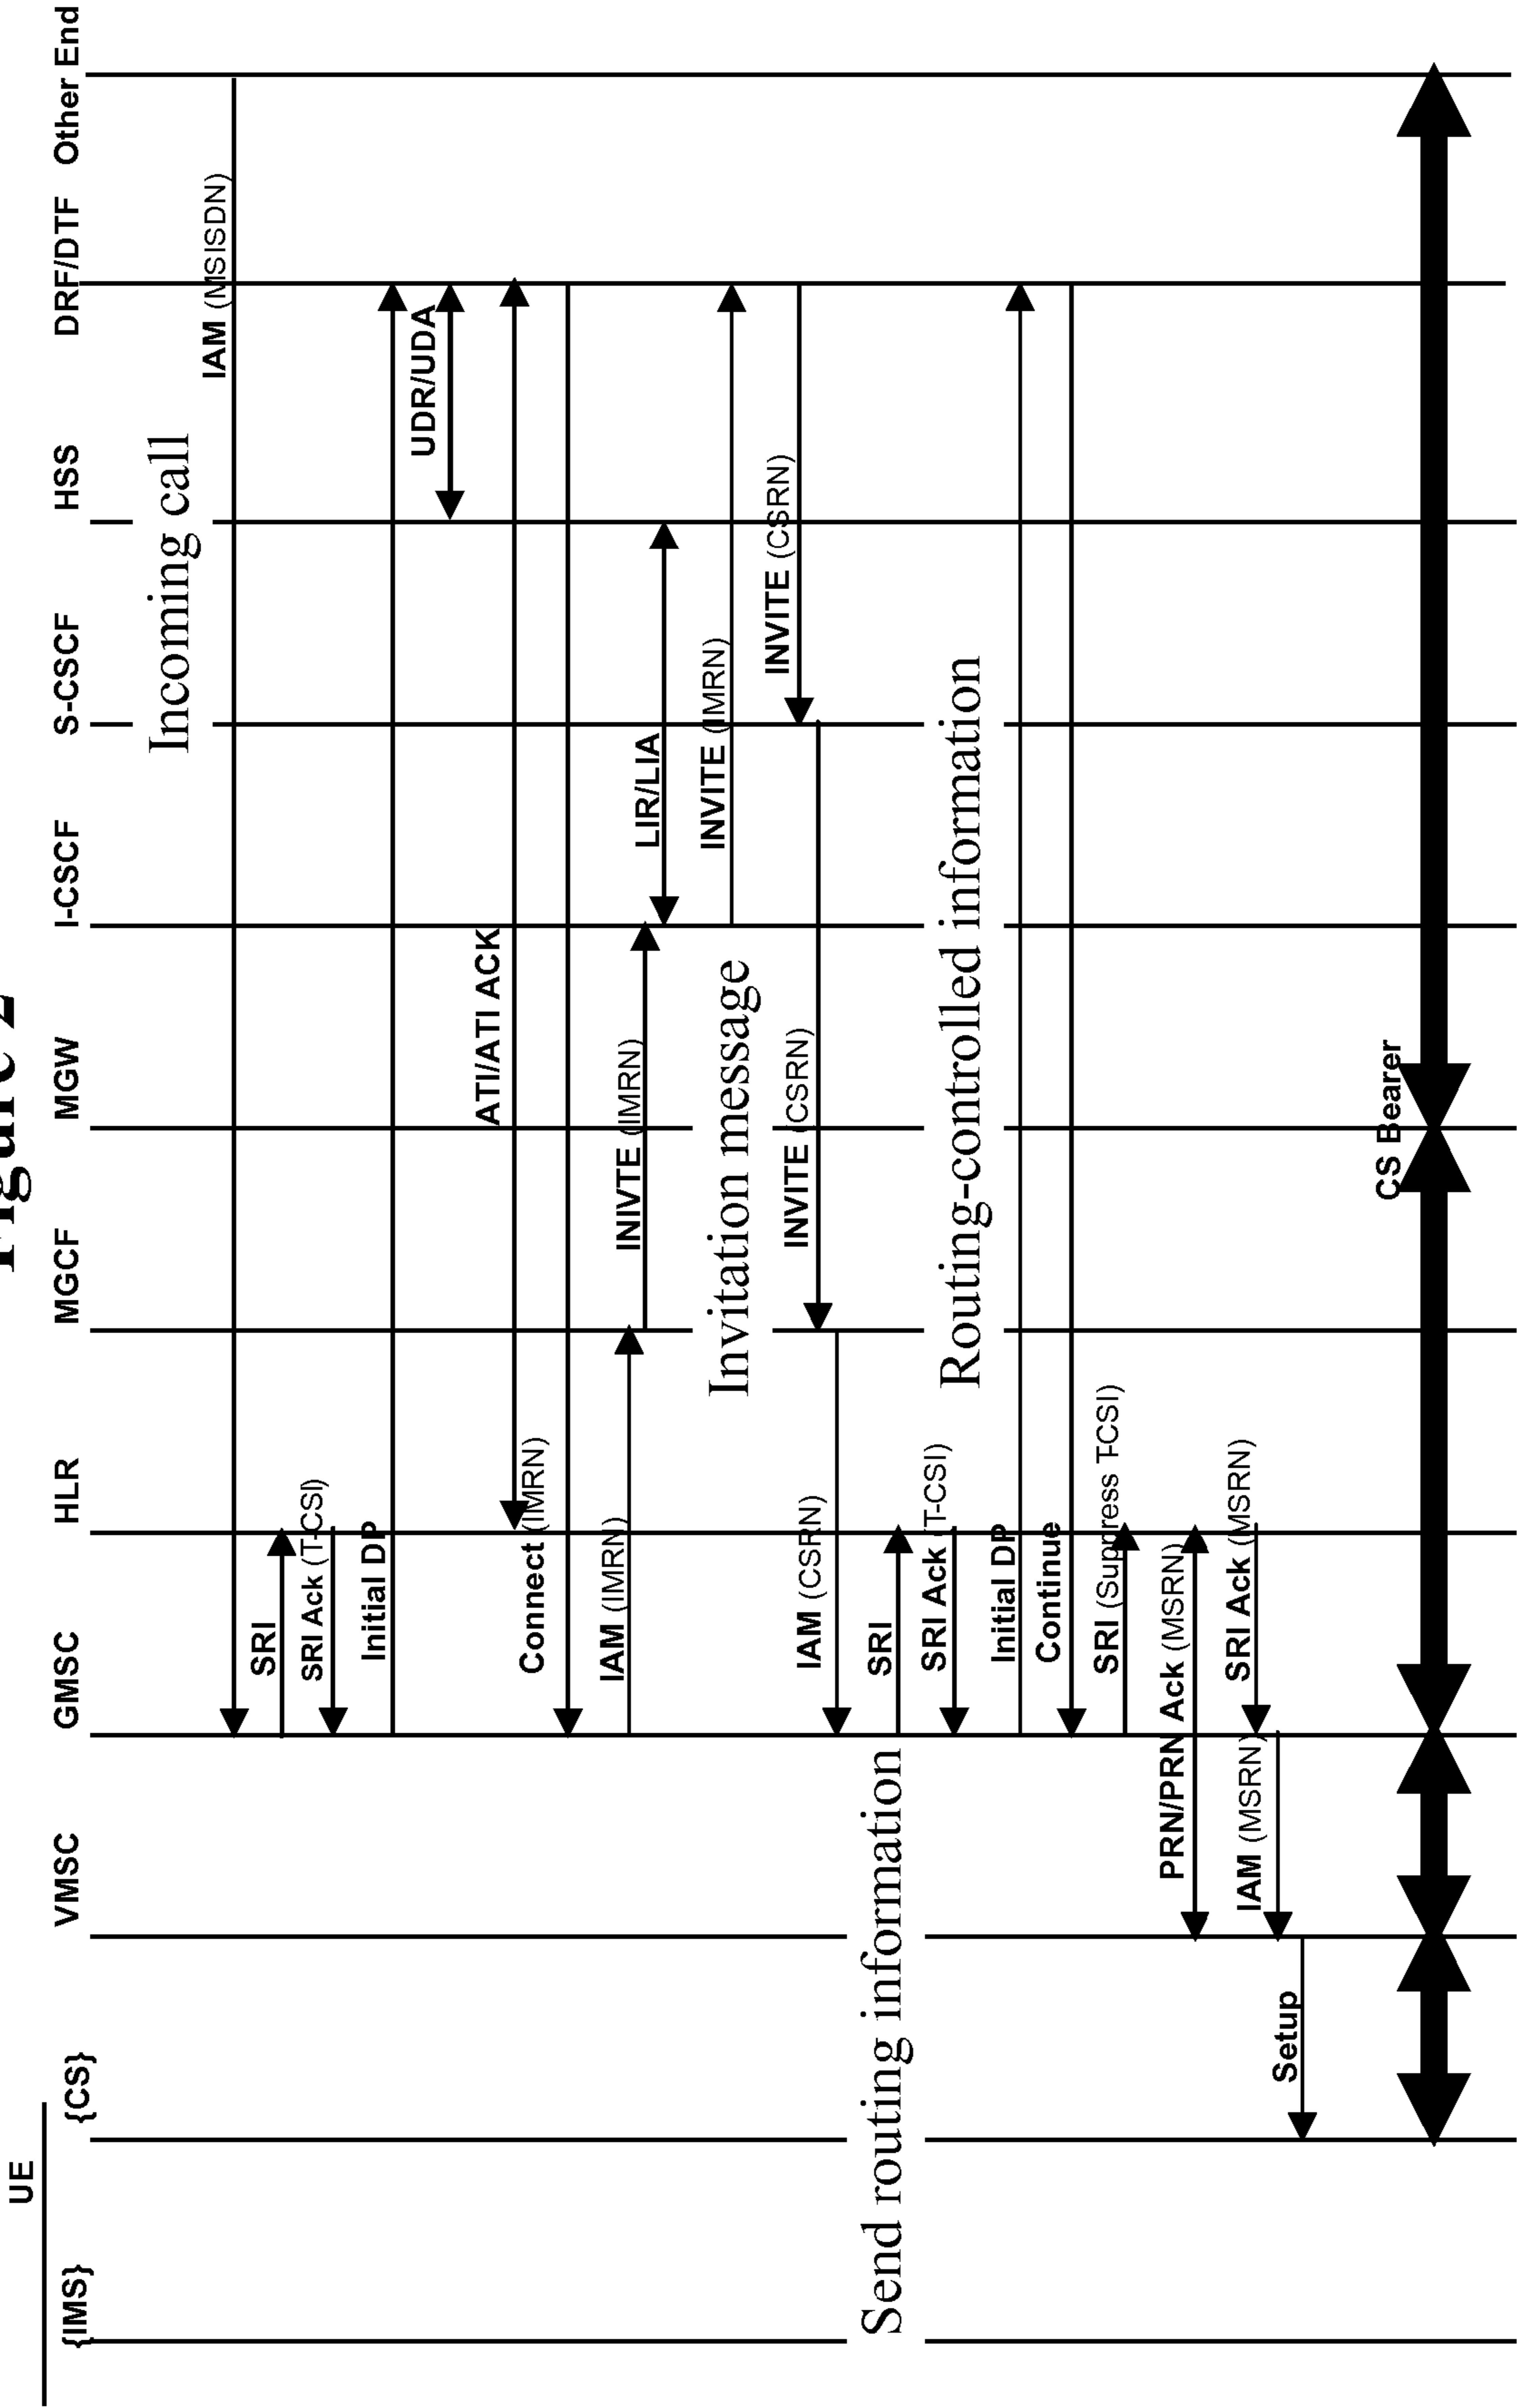 Figure 2
UE
{IMS}
{CS}
VMSC
GMSC
HLR
MGCF
MGW
I-CSCF
S-CSCF
HSS
DRF/DTF
Other End
Incoming call
IAM (MSISDN)
SRI
SRI Ack (T-CSI)
Initial DP
UDR/UDA
ATI/ATI ACK
Connect (IMRN)
IAM (IMRN)
INIVTE (IMRN)
LIR/LIA
INVITE (IMRN)
Invitation message
INVITE (CSRN)
INVITE (CSRN)
IAM (CSRN)
Send routing information
SRI
SRI Ack (T-CSI)
Routing-controlled information
Initial DP
Continue
SRI (Suppress T-CSI)
PRN/PRN Ack (MSRN)
SRI Ack (MSRN)
IAM (MSRN)
Setup
CS Bearer